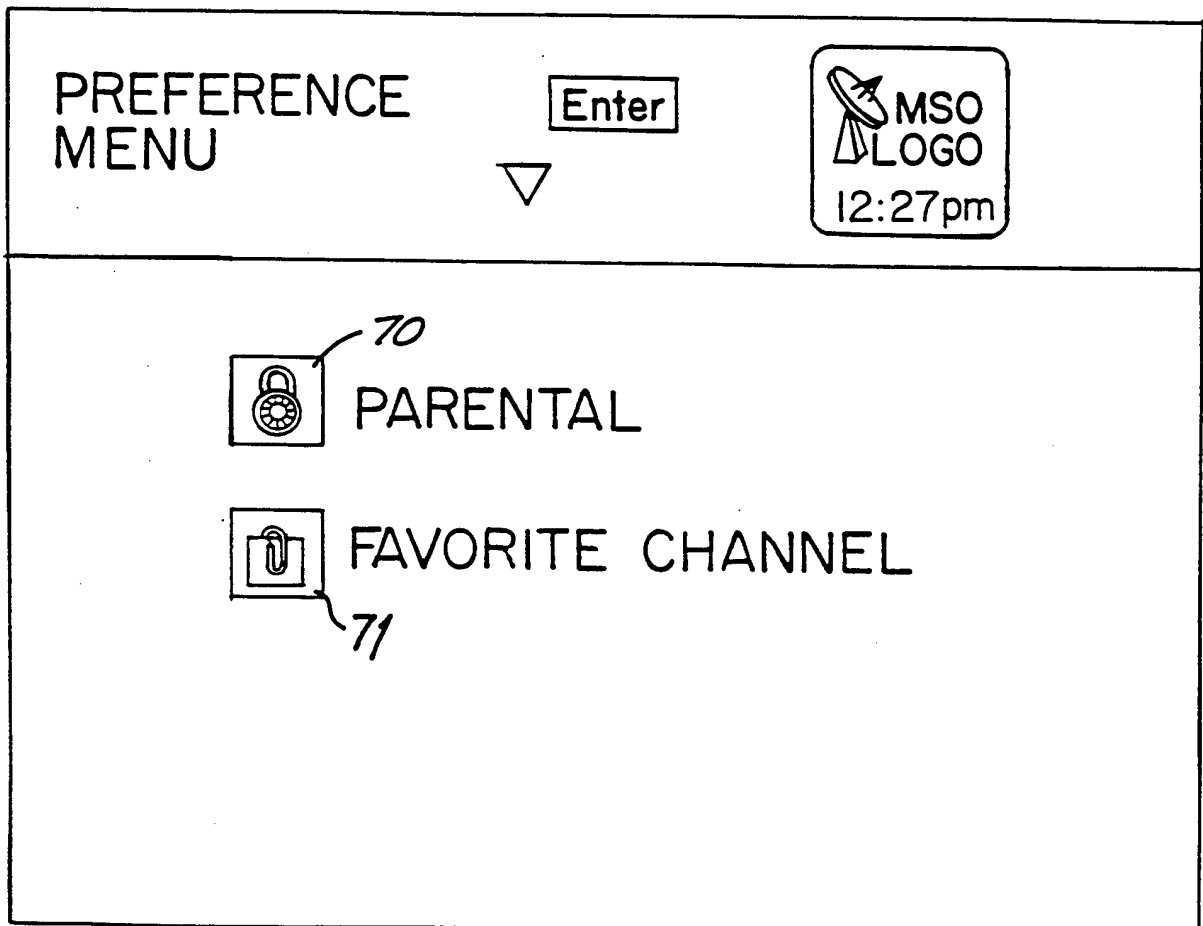 PREFERENCE
MENU
Enter
MSO
LOGO
12:27pm
70
PARENTAL
FAVORITE CHANNEL
71